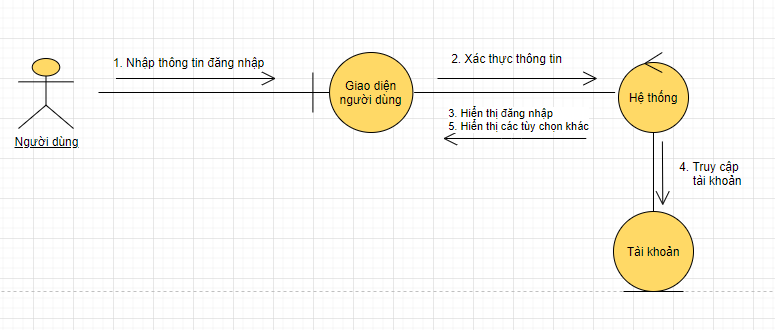 1. Nhập thông tin đăng nhập
2. Xác thực thông tin
Giao diện
người dùng
Hệ thống
3. Hiển thị đăng nhập
5. Hiển thị các tùy chọn khác
Người dùng
4. Truy cập
tài khoản
Tài khoản